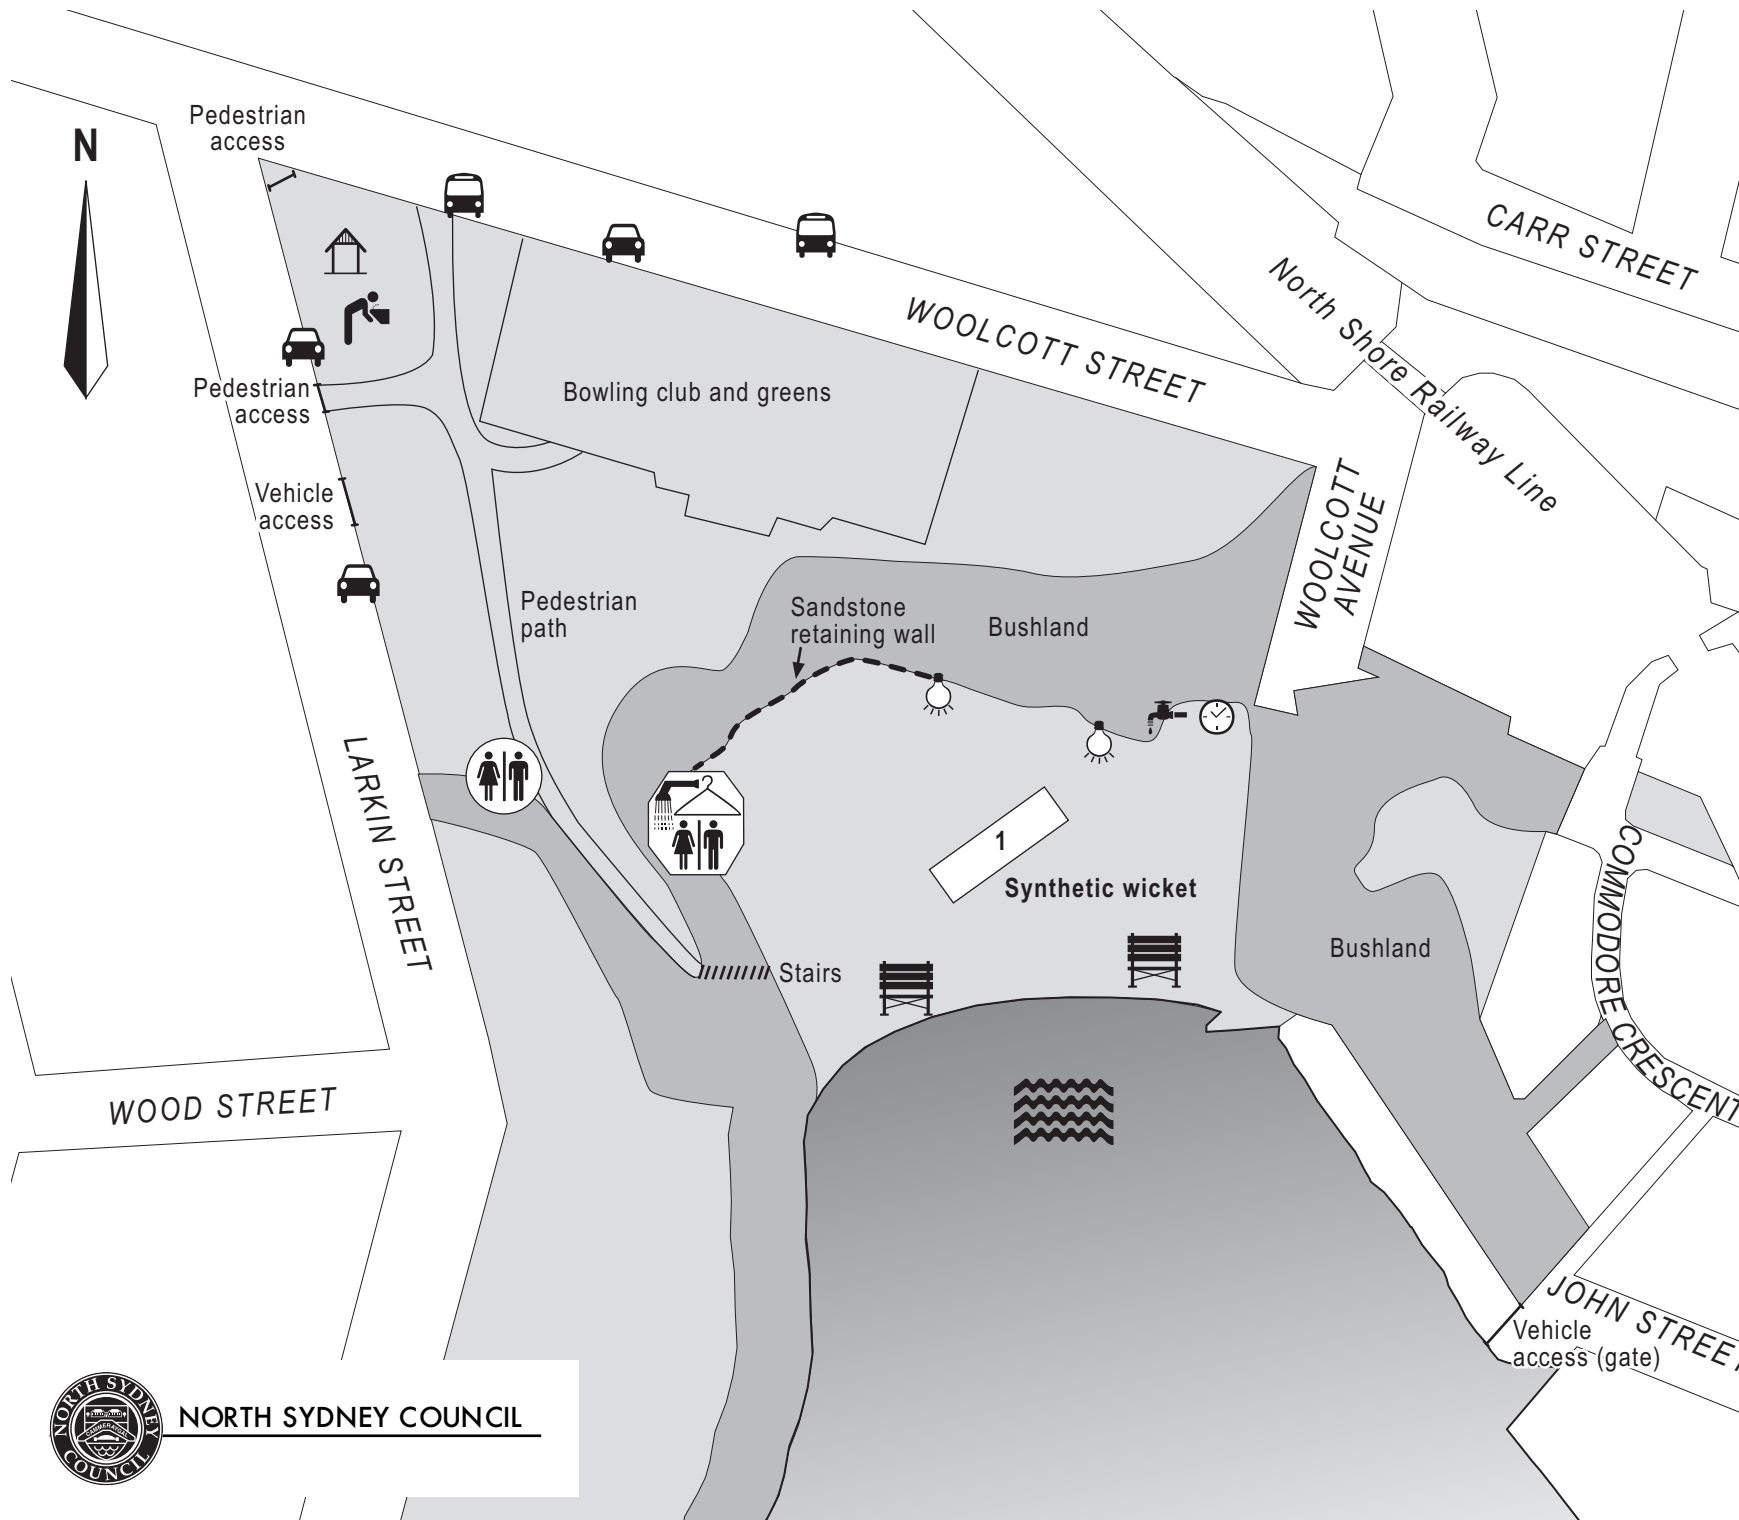 Pedestrian
access
N
CARR STREET
North Shore Railway Line
WOOLCOTT STREET
Pedestrian
access
Bowling club and greens
Vehicle
access
WOOLCOTT
AVENUE
Pedestrian
path
Sandstone
retaining wall
Bushland
LARKIN STREET
1
Synthetic wicket
COMMODORE CRESCENT
Bushland
Stairs
WOOD STREET
JOHN STREET
Vehicle
access (gate)
NORTH SYDNEY
CAMMERAYGAL
COUNCIL
NORTH SYDNEY COUNCIL